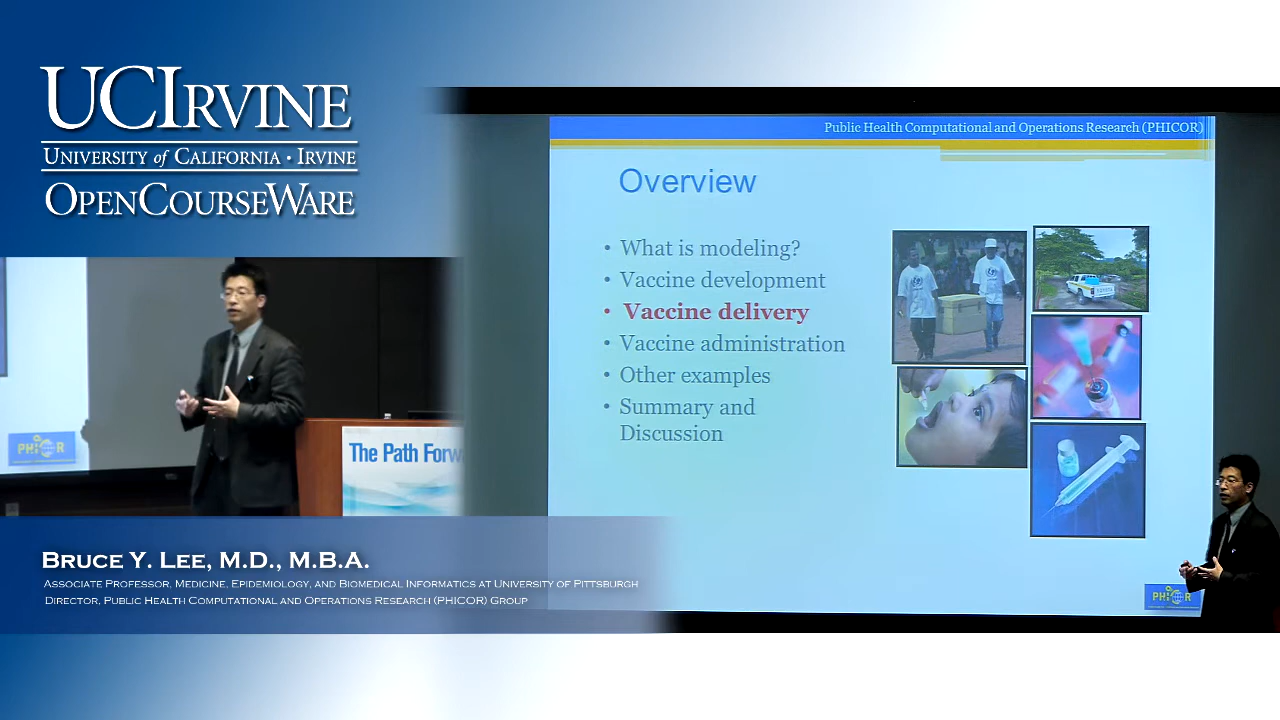 UCIRVINE
UNIVERSITY of CALIFORNIA · IRVINE
OPENCOURSEWARE
Public Health Computational and Operations Research (PHICOR)
Overview
• What is modeling?
• Vaccine development
• Vaccine delivery
• Vaccine administration
• Other examples
• Summary and
Discussion
PHICOR
The Path Forw
PHICOR
BRUCE Y. LEE, M.D., M.B.A.
ASSOCIATE PROFESSOR, MEDICINE, EPIDEMIOLOGY, AND BIOMEDICAL INFORMATICS AT UNIVERSITY OF PITTSBURGH
DIRECTOR, PUBLIC HEALTH COMPUTATIONAL AND OPERATIONS RESEARCH (PHICOR) GROUP